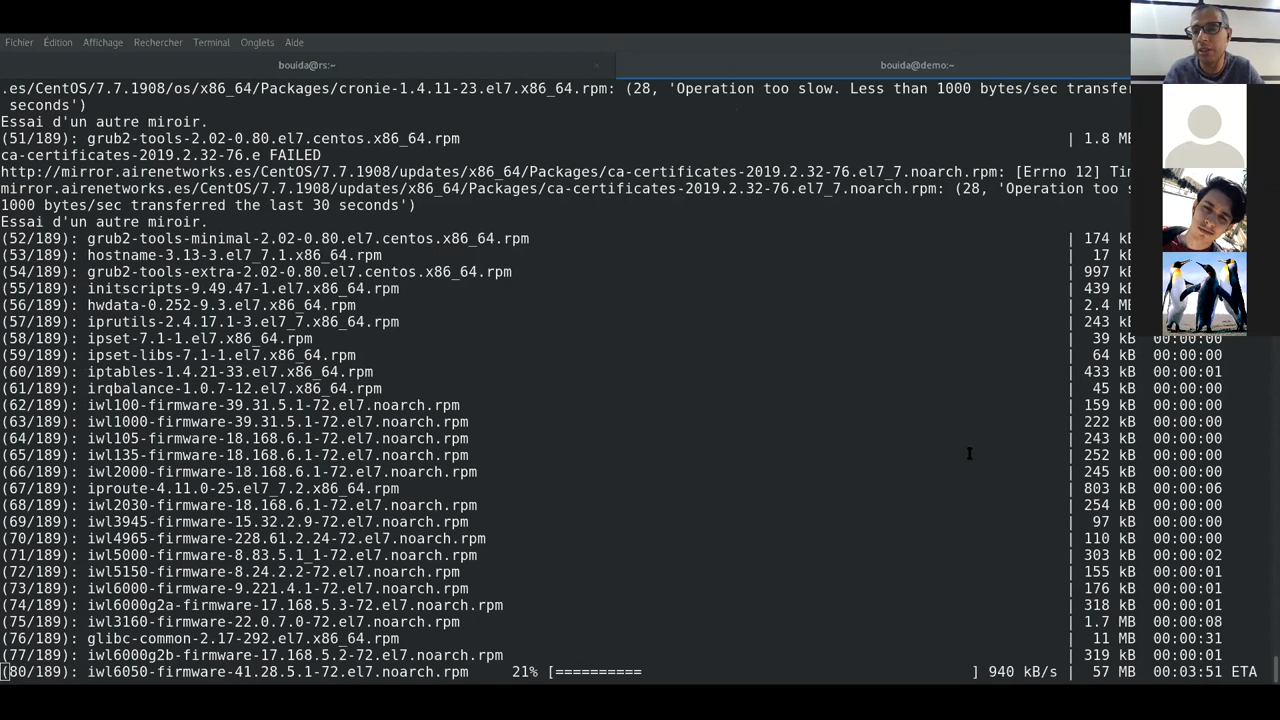 Fichier Édition Affichage Rechercher Terminal Onglets Aide
bouida@rs:~ × bouida@demo:~
.es/CentOS/7.7.1908/os/x86_64/Packages/cronie-1.4.11-23.el7.x86_64.rpm: (28, 'Operation too slow. Less than 1000 bytes/sec transfer
seconds')
Essai d'un autre miroir.
(51/189): grub2-tools-2.02-0.80.el7.centos.x86_64.rpm | 1.8 MB
ca-certificates-2019.2.32-76.e FAILED
http://mirror.airenetworks.es/CentOS/7.7.1908/updates/x86_64/Packages/ca-certificates-2019.2.32-76.el7_7.noarch.rpm: [Errno 12] Tim
mirror.airenetworks.es/CentOS/7.7.1908/updates/x86_64/Packages/ca-certificates-2019.2.32-76.el7_7.noarch.rpm: (28, 'Operation too s
1000 bytes/sec transferred the last 30 seconds')
Essai d'un autre miroir.
(52/189): grub2-tools-minimal-2.02-0.80.el7.centos.x86_64.rpm | 174 kB
(53/189): hostname-3.13-3.el7_7.1.x86_64.rpm | 17 kB
(54/189): grub2-tools-extra-2.02-0.80.el7.centos.x86_64.rpm | 997 kB
(55/189): initscripts-9.49.47-1.el7.x86_64.rpm | 439 kB
(56/189): hwdata-0.252-9.3.el7.x86_64.rpm | 2.4 MB
(57/189): iprutils-2.4.17.1-3.el7_7.x86_64.rpm | 243 kB
(58/189): ipset-7.1-1.el7.x86_64.rpm | 39 kB 00:00:00
(59/189): ipset-libs-7.1-1.el7.x86_64.rpm | 64 kB 00:00:00
(60/189): iptables-1.4.21-33.el7.x86_64.rpm | 433 kB 00:00:01
(61/189): irqbalance-1.0.7-12.el7.x86_64.rpm | 45 kB 00:00:00
(62/189): iwl100-firmware-39.31.5.1-72.el7.noarch.rpm | 159 kB 00:00:00
(63/189): iwl1000-firmware-39.31.5.1-72.el7.noarch.rpm | 222 kB 00:00:00
(64/189): iwl105-firmware-18.168.6.1-72.el7.noarch.rpm | 243 kB 00:00:00
(65/189): iwl135-firmware-18.168.6.1-72.el7.noarch.rpm | 252 kB 00:00:00
(66/189): iwl2000-firmware-18.168.6.1-72.el7.noarch.rpm | 245 kB 00:00:00
(67/189): iproute-4.11.0-25.el7_7.2.x86_64.rpm | 803 kB 00:00:06
(68/189): iwl2030-firmware-18.168.6.1-72.el7.noarch.rpm | 254 kB 00:00:00
(69/189): iwl3945-firmware-15.32.2.9-72.el7.noarch.rpm | 97 kB 00:00:00
(70/189): iwl4965-firmware-228.61.2.24-72.el7.noarch.rpm | 110 kB 00:00:00
(71/189): iwl5000-firmware-8.83.5.1_1-72.el7.noarch.rpm | 303 kB 00:00:02
(72/189): iwl5150-firmware-8.24.2.2-72.el7.noarch.rpm | 155 kB 00:00:01
(73/189): iwl6000-firmware-9.221.4.1-72.el7.noarch.rpm | 176 kB 00:00:01
(74/189): iwl6000g2a-firmware-17.168.5.3-72.el7.noarch.rpm | 318 kB 00:00:01
(75/189): iwl3160-firmware-22.0.7.0-72.el7.noarch.rpm | 1.7 MB 00:00:08
(76/189): glibc-common-2.17-292.el7.x86_64.rpm | 11 MB 00:00:31
(77/189): iwl6000g2b-firmware-17.168.5.2-72.el7.noarch.rpm | 319 kB 00:00:01
(80/189): iwl6050-firmware-41.28.5.1-72.el7.noarch.rpm 21% [========== ] 940 kB/s | 57 MB 00:03:51 ETA